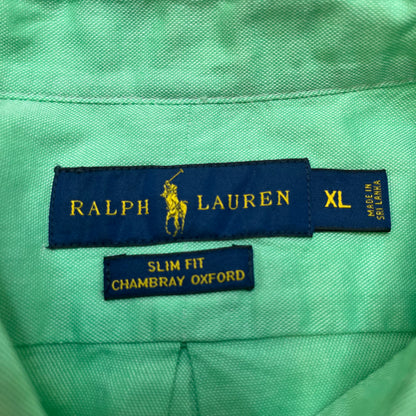 RALPH LAUREN
XL
MADE IN
SRI LANKA
SLIM FIT
CHAMBRAY OXFORD